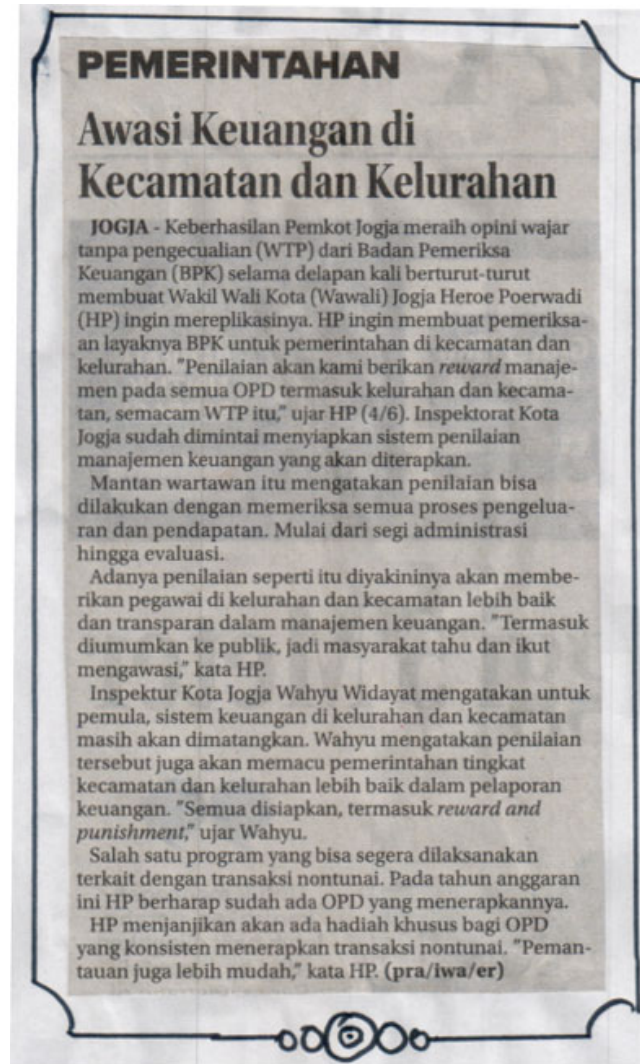 PEMERINTAHAN
Awasi Keuangan di
Kecamatan dan Kelurahan
JOGJA - Keberhasilan Pemkot Jogja meraih opini wajar
tanpa pengecualian (WTP) dari Badan Pemeriksa
Keuangan (BPK) selama delapan kali berturut-turut
membuat Wakil Wali Kota (Wawali) Jogja Heroe Poerwadi
(HP) ingin mereplikasinya. HP ingin membuat pemeriksa-
an layaknya BPK untuk pemerintahan di kecamatan dan
kelurahan. "Penilaian akan kami berikan reward manaje-
men pada semua OPD termasuk kelurahan dan kecama-
tan, semacam WTP itu," ujar HP (4/6). Inspektorat Kota
Jogja sudah dimintai menyiapkan sistem penilaian
manajemen keuangan yang akan diterapkan.
Mantan wartawan itu mengatakan penilaian bisa
dilakukan dengan memeriksa semua proses pengelua-
ran dan pendapatan. Mulai dari segi administrasi
hingga evaluasi.
Adanya penilaian seperti itu diyakininya akan membe-
rikan pegawai di kelurahan dan kecamatan lebih baik
dan transparan dalam manajemen keuangan. "Termasuk
diumumkan ke publik, jadi masyarakat tahu dan ikut
mengawasi," kata HP.
Inspektur Kota Jogja Wahyu Widayat mengatakan untuk
pemula, sistem keuangan di kelurahan dan kecamatan
masih akan dimatangkan. Wahyu mengatakan penilaian
tersebut juga akan memacu pemerintahan tingkat
kecamatan dan kelurahan lebih baik dalam pelaporan
keuangan. "Semua disiapkan, termasuk reward and
punishment," ujar Wahyu.
Salah satu program yang bisa segera dilaksanakan
terkait dengan transaksi nontunai. Pada tahun anggaran
ini HP berharap sudah ada OPD yang menerapkannya.
HP menjanjikan akan ada hadiah khusus bagi OPD
yang konsisten menerapkan transaksi nontunai. "Peman-
tauan juga lebih mudah," kata HP. (pra/iwa/er)